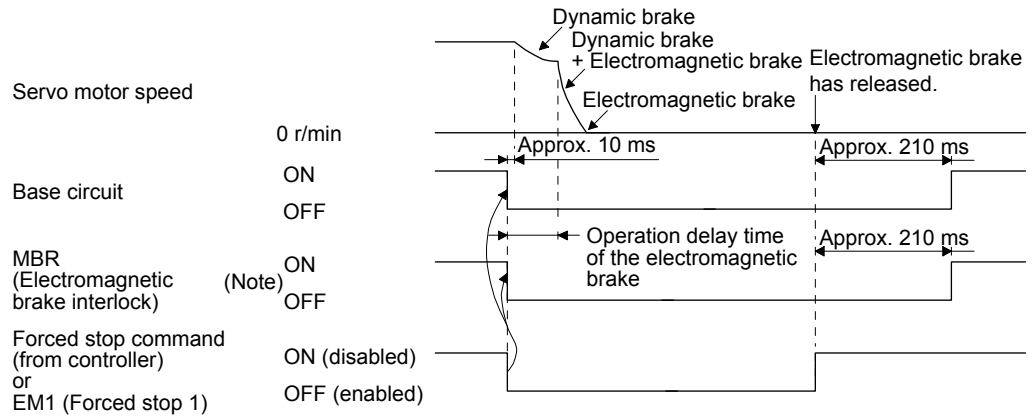 Dynamic brake
Dynamic brake
+ Electromagnetic brake
Electromagnetic brake
has released.
Servo motor speed
Electromagnetic brake
0 r/min
Approx. 10 ms
Approx. 210 ms
Base circuit
ON
OFF
Operation delay time
of the electromagnetic
brake
Approx. 210 ms
MBR
(Electromagnetic
brake interlock)
(Note)
ON
OFF
Forced stop command
(from controller)
or
EM1 (Forced stop 1)
ON (disabled)
OFF (enabled)